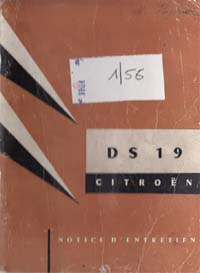 1/56
DS 19
CITROËN
NOTICE D'ENTRETIEN